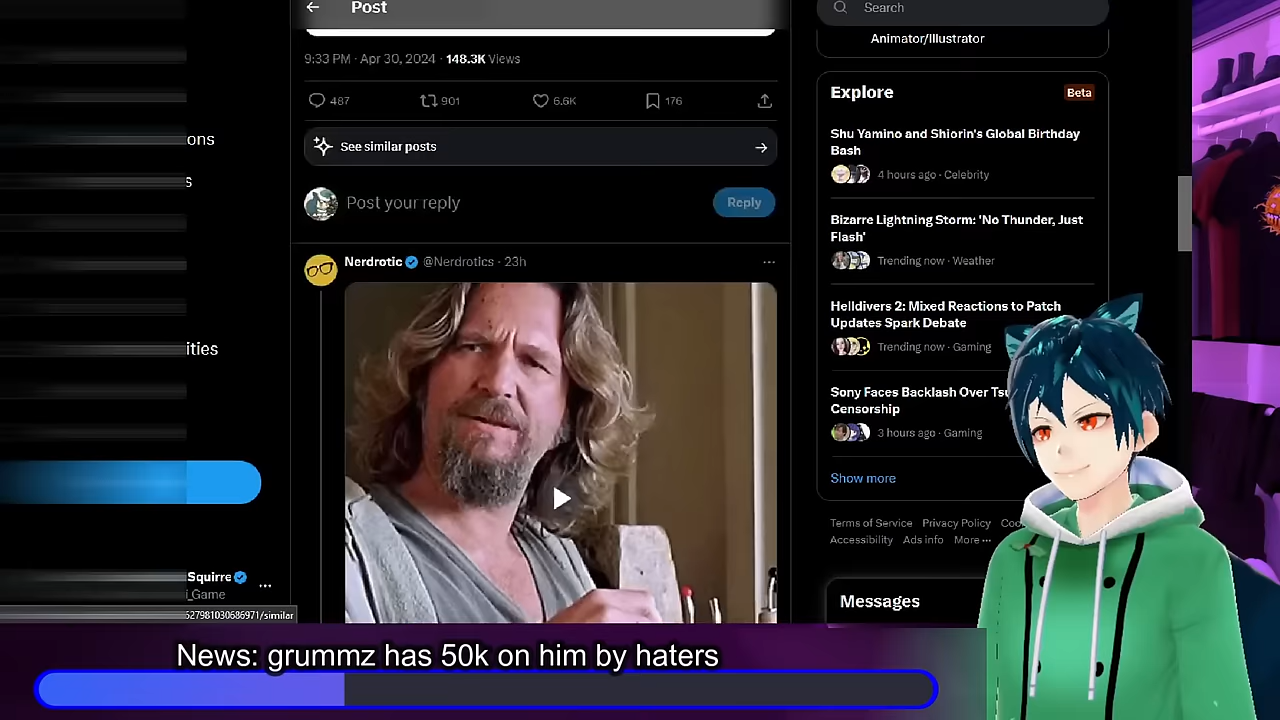 Post
Search
Animator/Illustrator
9:33 PM · Apr 30, 2024 · 148.3K Views
487 901 6.6K 176
See similar posts
Post your reply
Reply
Nerdrotic @Nerdrotics · 23h
Explore
Beta
Shu Yamino and Shiorin's Global Birthday
Bash
4 hours ago · Celebrity
Bizarre Lightning Storm: 'No Thunder, Just
Flash'
Trending now · Weather
Helldivers 2: Mixed Reactions to Patch
Updates Spark Debate
Trending now · Gaming
Sony Faces Backlash Over
Censorship
3 hours ago · Gaming
Show more
Terms of Service Privacy Policy
Accessibility Ads info More ···
Messages
ons
s
ities
Squirre
i_Game
527981030686971/similar
News: grummz has 50k on him by haters